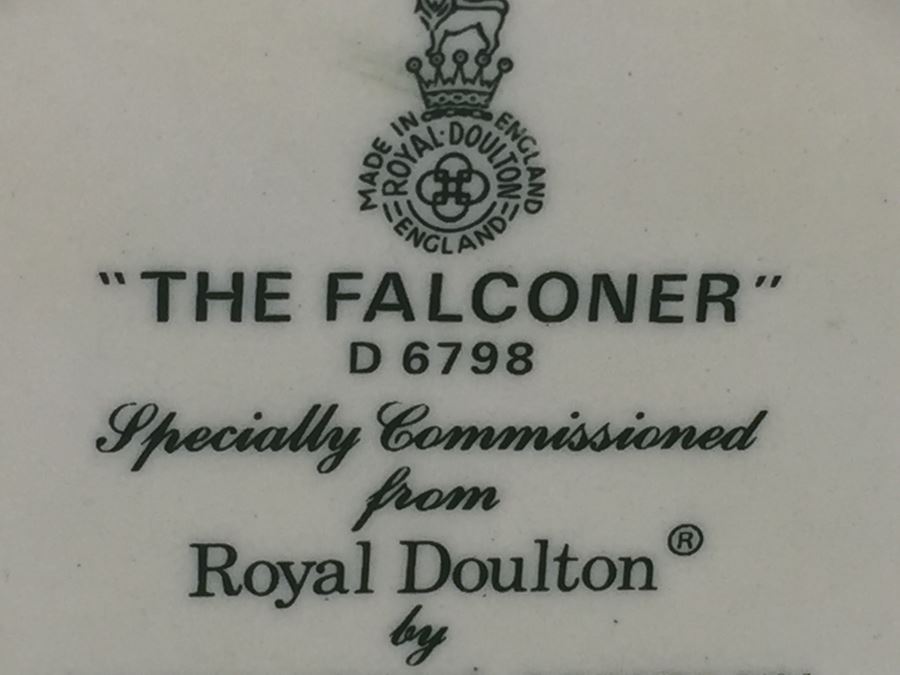 MADE IN ENGLAND
ROYAL·DOULTON
ENGLAND
"THE FALCONER"
D 6798
Specially Commissioned
from
Royal Doulton®
by